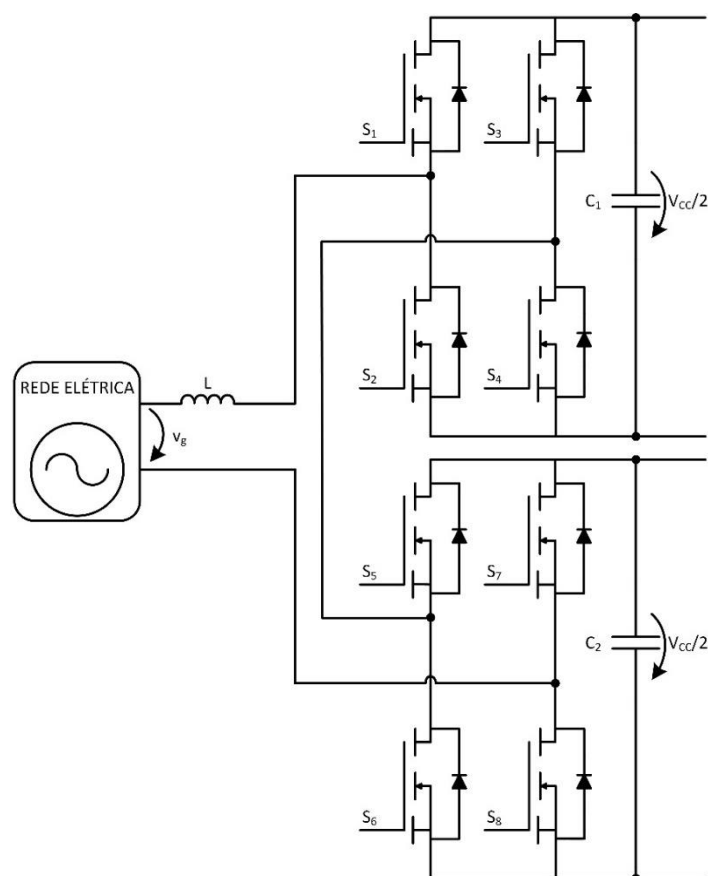 S1
S3
C1
VCC/2
REDE ELÉTRICA
L
vg
S2
S4
S5
S7
C2
VCC/2
S6
S8